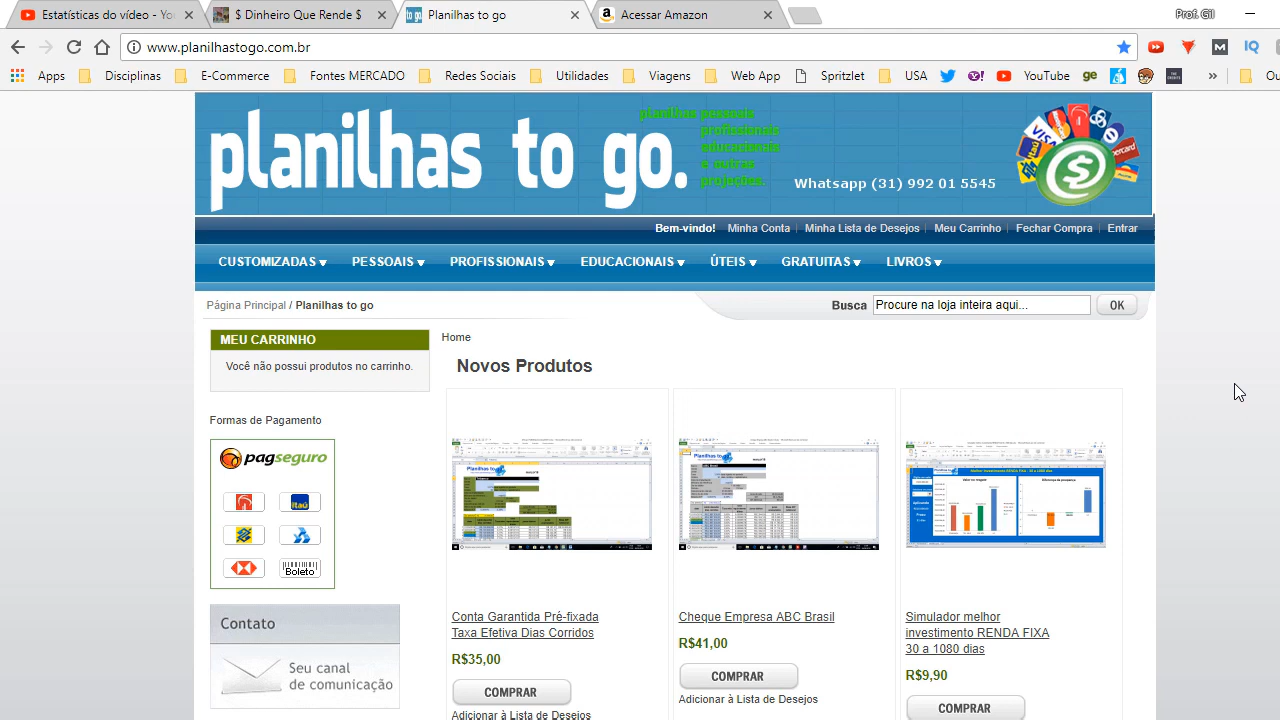 Estatísticas do vídeo - Yo
$ Dinheiro Que Rende $
Planilhas to go
Acessar Amazon
Prof. Gil
www.planilhastogo.com.br
Apps
Disciplinas
E-Commerce
Fontes MERCADO
Redes Sociais
Utilidades
Viagens
Web App
Spritzlet
USA
YouTube
ge
Ou
planilhas to go.
planilhas pessoais
profissionais
educacionais
e outras
projeções.
Whatsapp (31) 992 01 5545
VISA
Bem-vindo! Minha Conta | Minha Lista de Desejos | Meu Carrinho | Fechar Compra | Entrar
CUSTOMIZADAS PESSOAIS PROFISSIONAIS EDUCACIONAIS ÚTEIS GRATUITAS LIVROS
Página Principal / Planilhas to go
Busca Procure na loja inteira aqui... OK
MEU CARRINHO
Você não possui produtos no carrinho.
Home
Novos Produtos
Formas de Pagamento
pagseguro
Itaú
Boleto
Contato
Seu canal
de comunicação
Conta Garantida Pré-fixada
Taxa Efetiva Dias Corridos
R$35,00
COMPRAR
Adicionar à Lista de Desejos
Cheque Empresa ABC Brasil
R$41,00
COMPRAR
Adicionar à Lista de Desejos
Simulador melhor
investimento RENDA FIXA
30 a 1080 dias
R$9,90
COMPRAR